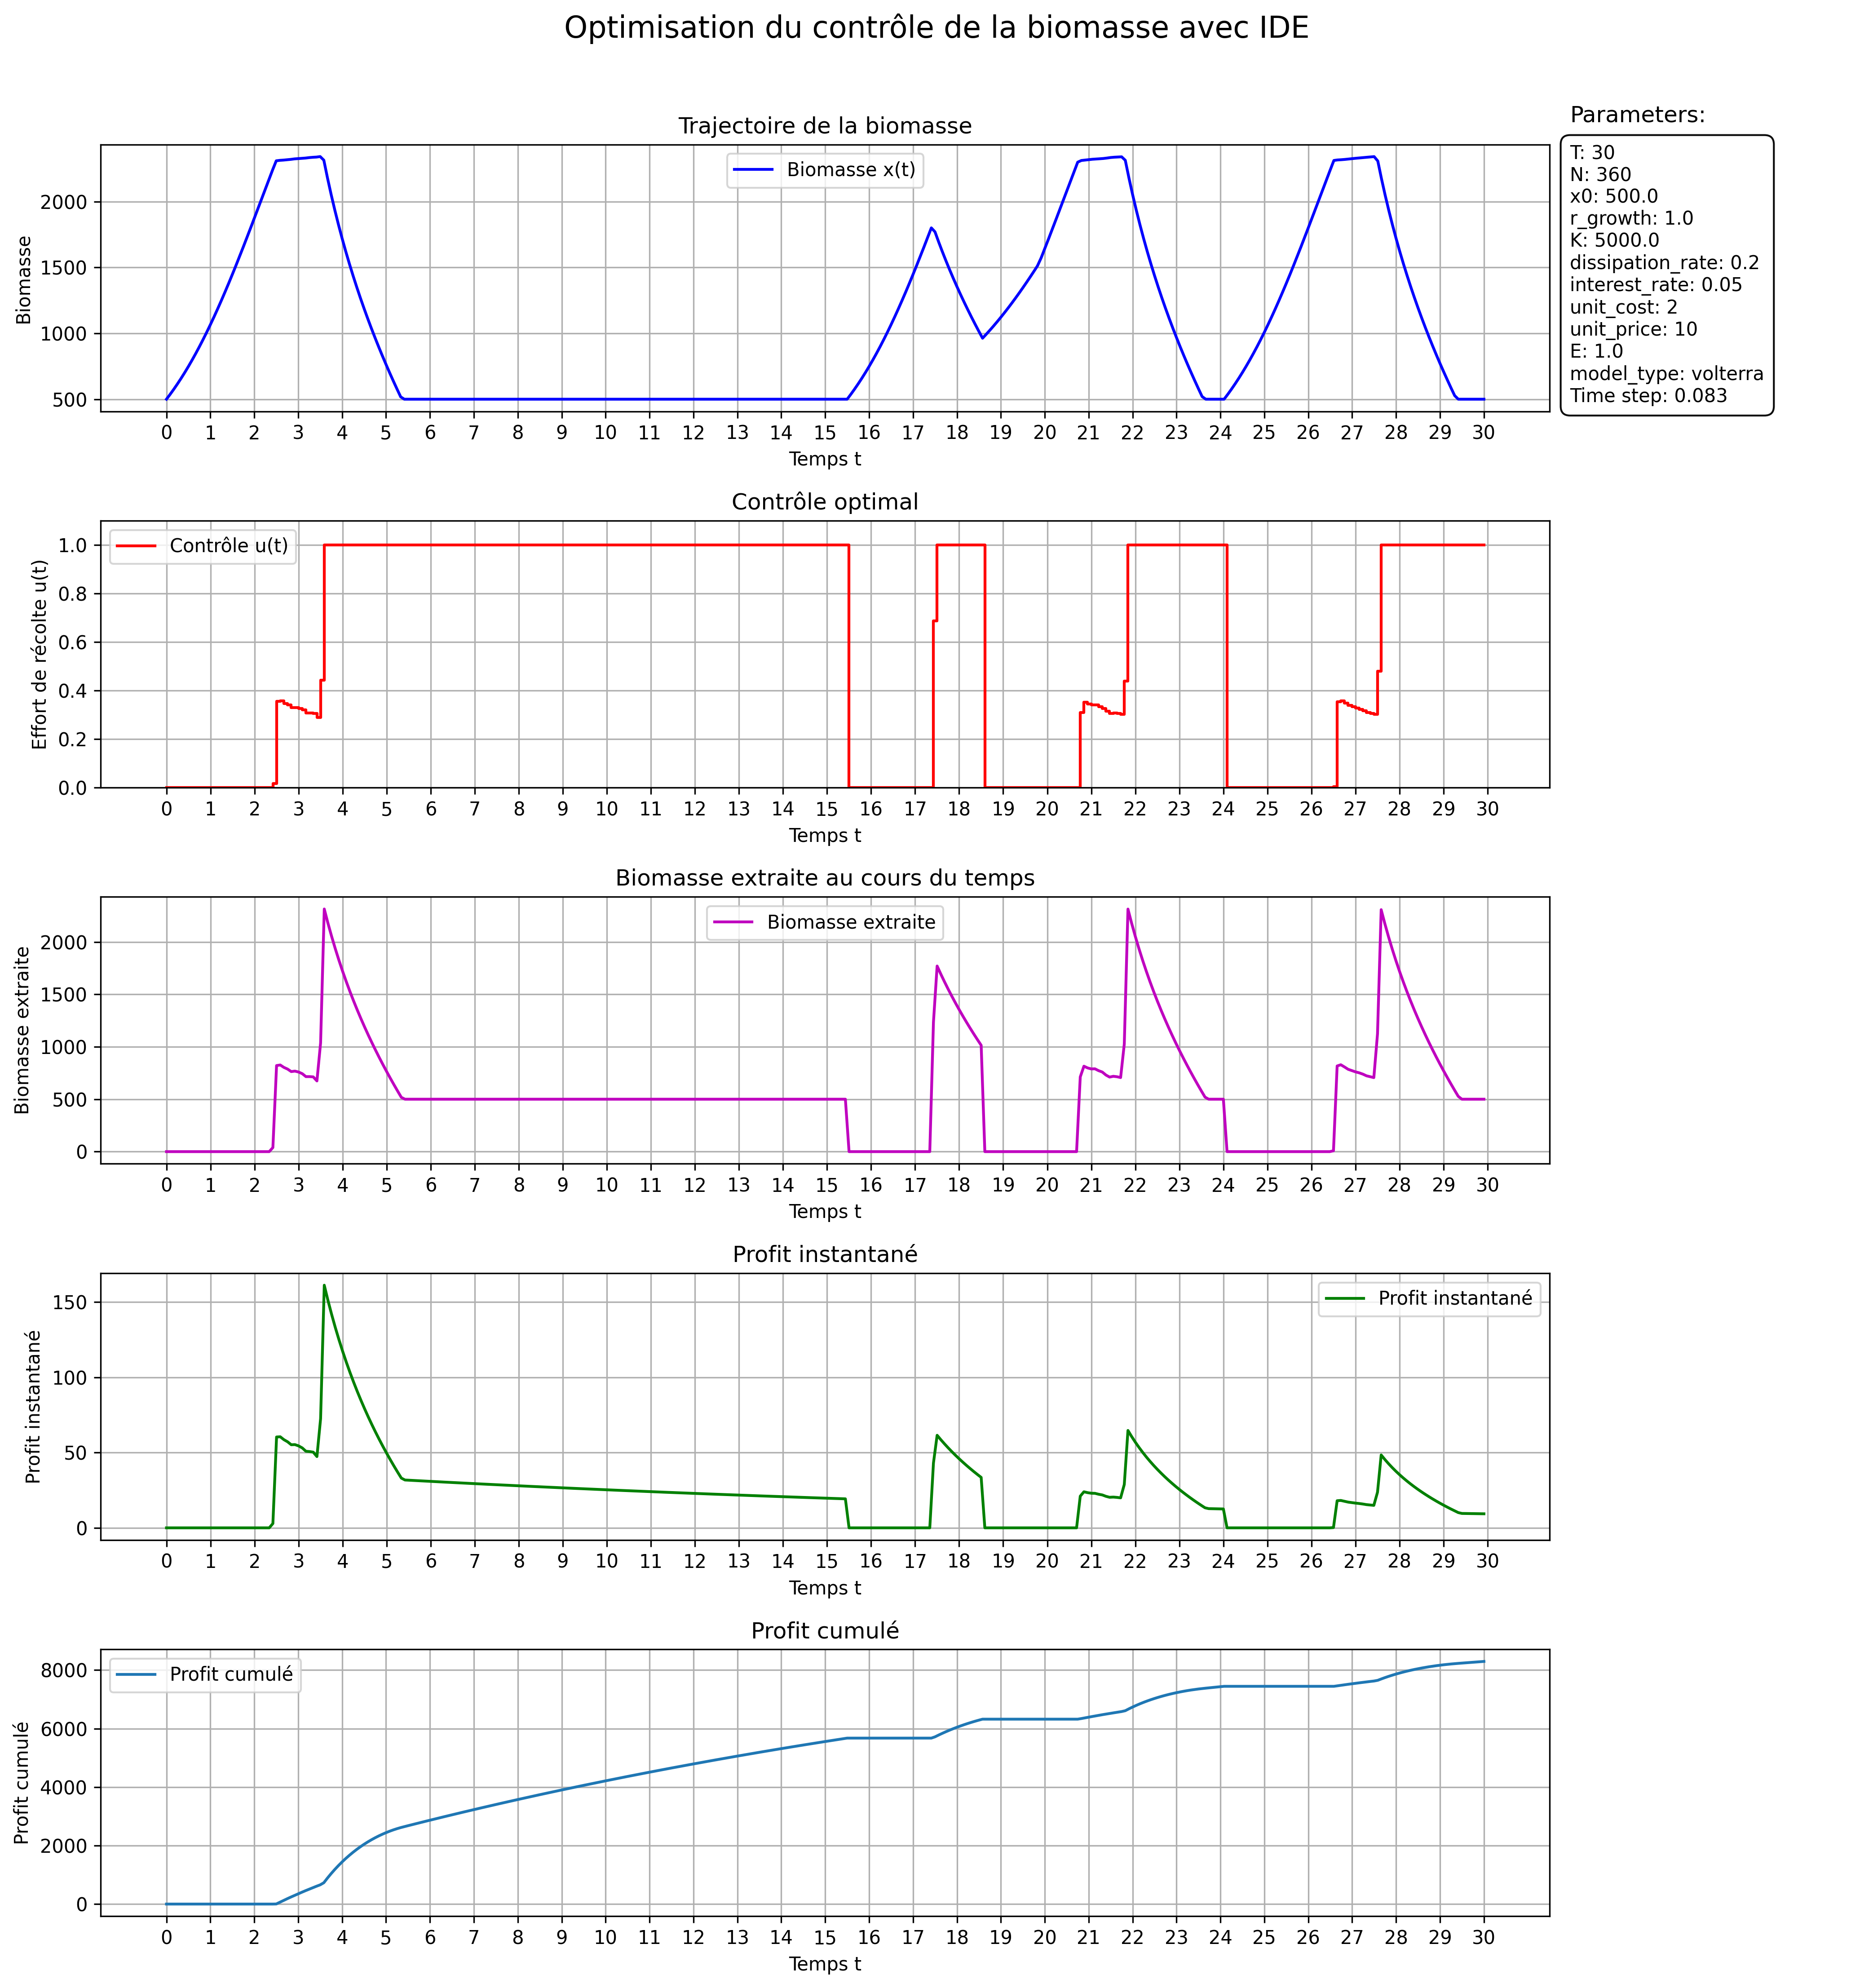 Optimisation du contrôle de la biomasse avec IDE
Trajectoire de la biomasse
Biomasse x(t)
Biomasse
2000
1500
1000
500
0 1 2 3 4 5 6 7 8 9 10 11 12 13 14 15 16 17 18 19 20 21 22 23 24 25 26 27 28 29 30
Temps t
Parameters:
T: 30
N: 360
x0: 500.0
r_growth: 1.0
K: 5000.0
dissipation_rate: 0.2
interest_rate: 0.05
unit_cost: 2
unit_price: 10
E: 1.0
model_type: volterra
Time step: 0.083
Contrôle optimal
Contrôle u(t)
Effort de récolte u(t)
1.0
0.8
0.6
0.4
0.2
0.0
0 1 2 3 4 5 6 7 8 9 10 11 12 13 14 15 16 17 18 19 20 21 22 23 24 25 26 27 28 29 30
Temps t
Biomasse extraite au cours du temps
Biomasse extraite
Biomasse extraite
2000
1500
1000
500
0
0 1 2 3 4 5 6 7 8 9 10 11 12 13 14 15 16 17 18 19 20 21 22 23 24 25 26 27 28 29 30
Temps t
Profit instantané
Profit instantané
Profit instantané
150
100
50
0
0 1 2 3 4 5 6 7 8 9 10 11 12 13 14 15 16 17 18 19 20 21 22 23 24 25 26 27 28 29 30
Temps t
Profit cumulé
Profit cumulé
Profit cumulé
8000
6000
4000
2000
0
0 1 2 3 4 5 6 7 8 9 10 11 12 13 14 15 16 17 18 19 20 21 22 23 24 25 26 27 28 29 30
Temps t